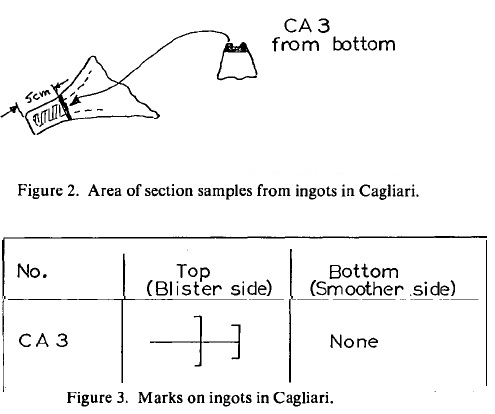 CA 3
from bottom
5cm
Figure 2. Area of section samples from ingots in Cagliari.
No.
Top
(Blister side)
Bottom
(Smoother side)
CA 3
None
Figure 3. Marks on ingots in Cagliari.